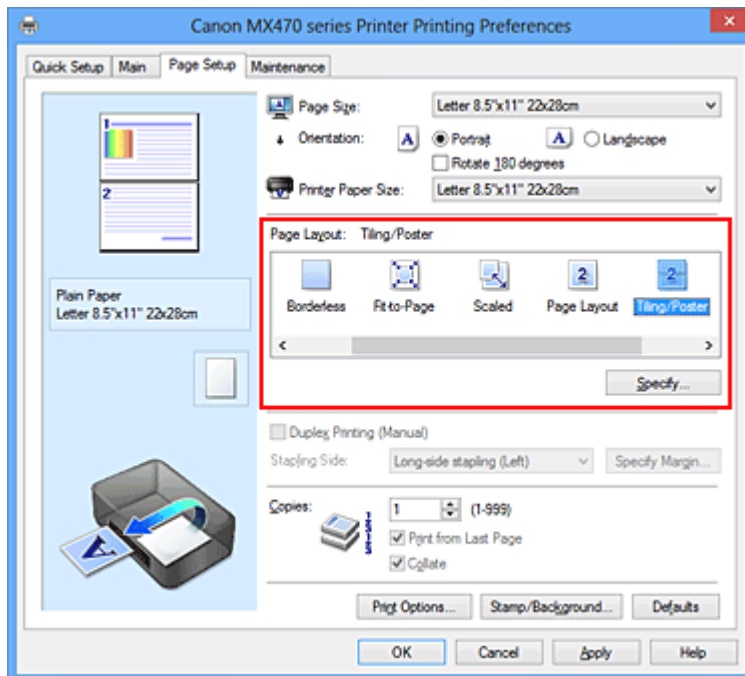 Canon MX470 series Printer Printing Preferences
Quick Setup Main Page Setup Maintenance
Page Size: Letter 8.5"x11" 22x28cm
Orientation: A Portrait A Landscape
Rotate 180 degrees
Printer Paper Size: Letter 8.5"x11" 22x28cm
1
2
Plain Paper
Letter 8.5"x11" 22x28cm
Page Layout: Tiling/Poster
2 2
Borderless Fit-to-Page Scaled Page Layout Tiling/Poster
Specify...
Duplex Printing (Manual)
Stapling Side: Long-side stapling (Left) Specify Margin...
Copies: 1 (1-999)
Print from Last Page
Collate
A
Print Options... Stamp/Background... Defaults
OK Cancel Apply Help